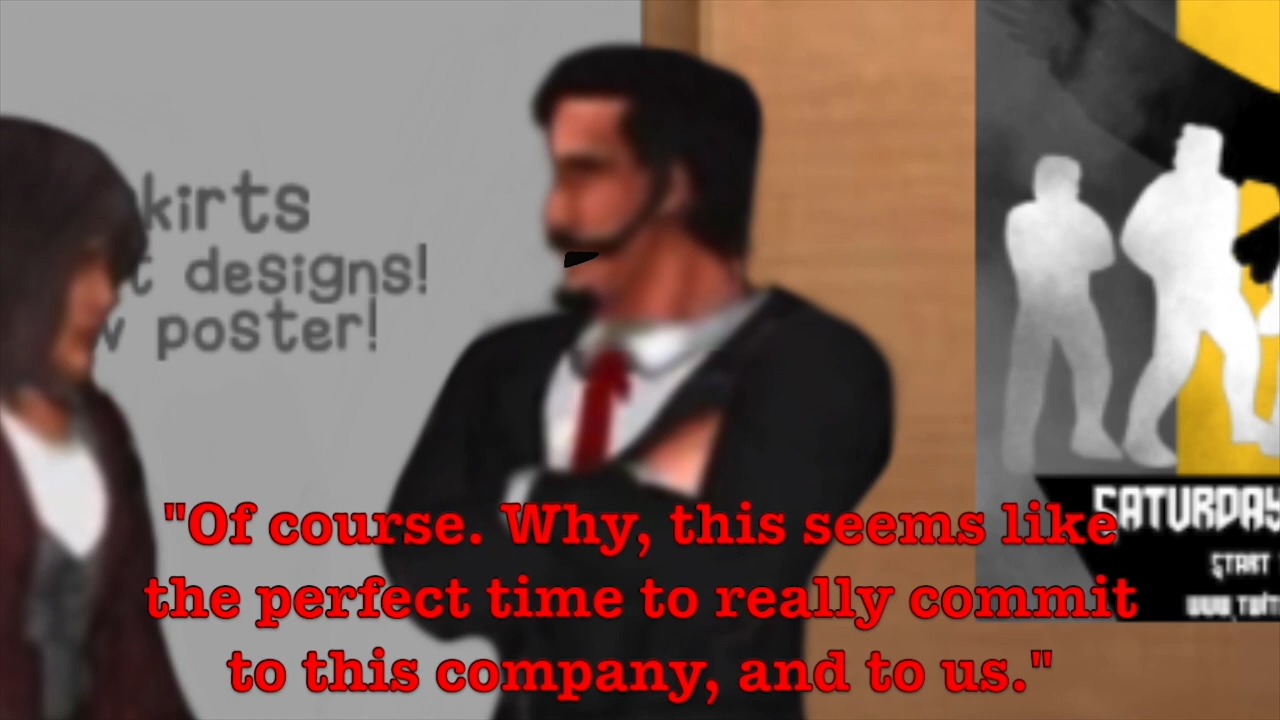 kirts
t designs!
poster!
SATURDAY
START
"Of course. Why, this seems like
the perfect time to really commit
to this company, and to us."